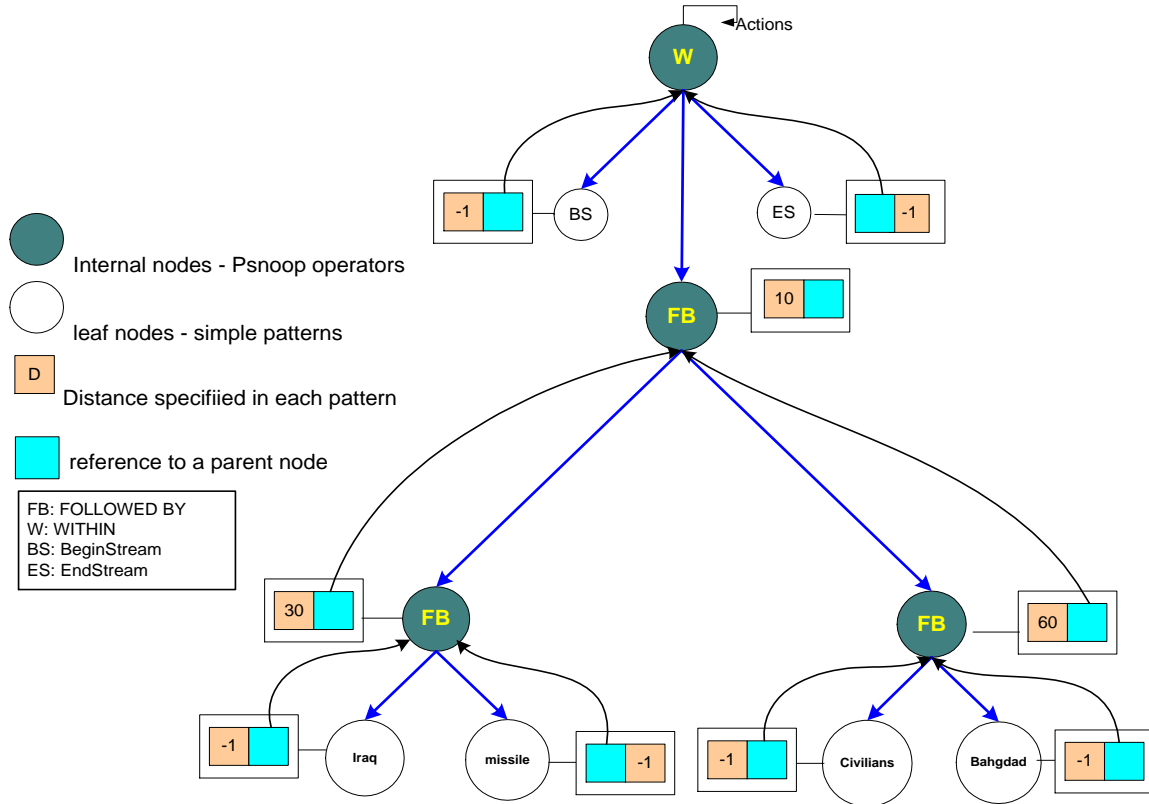 Actions
W
-1
BS
ES
-1
Internal nodes - Psnoop operators
FB
10
leaf nodes - simple patterns
D
Distance specifiied in each pattern
reference to a parent node
FB: FOLLOWED BY
W: WITHIN
BS: BeginStream
ES: EndStream
30
FB
FB
60
-1
Iraq
missile
-1
-1
Civilians
Bahgdad
-1